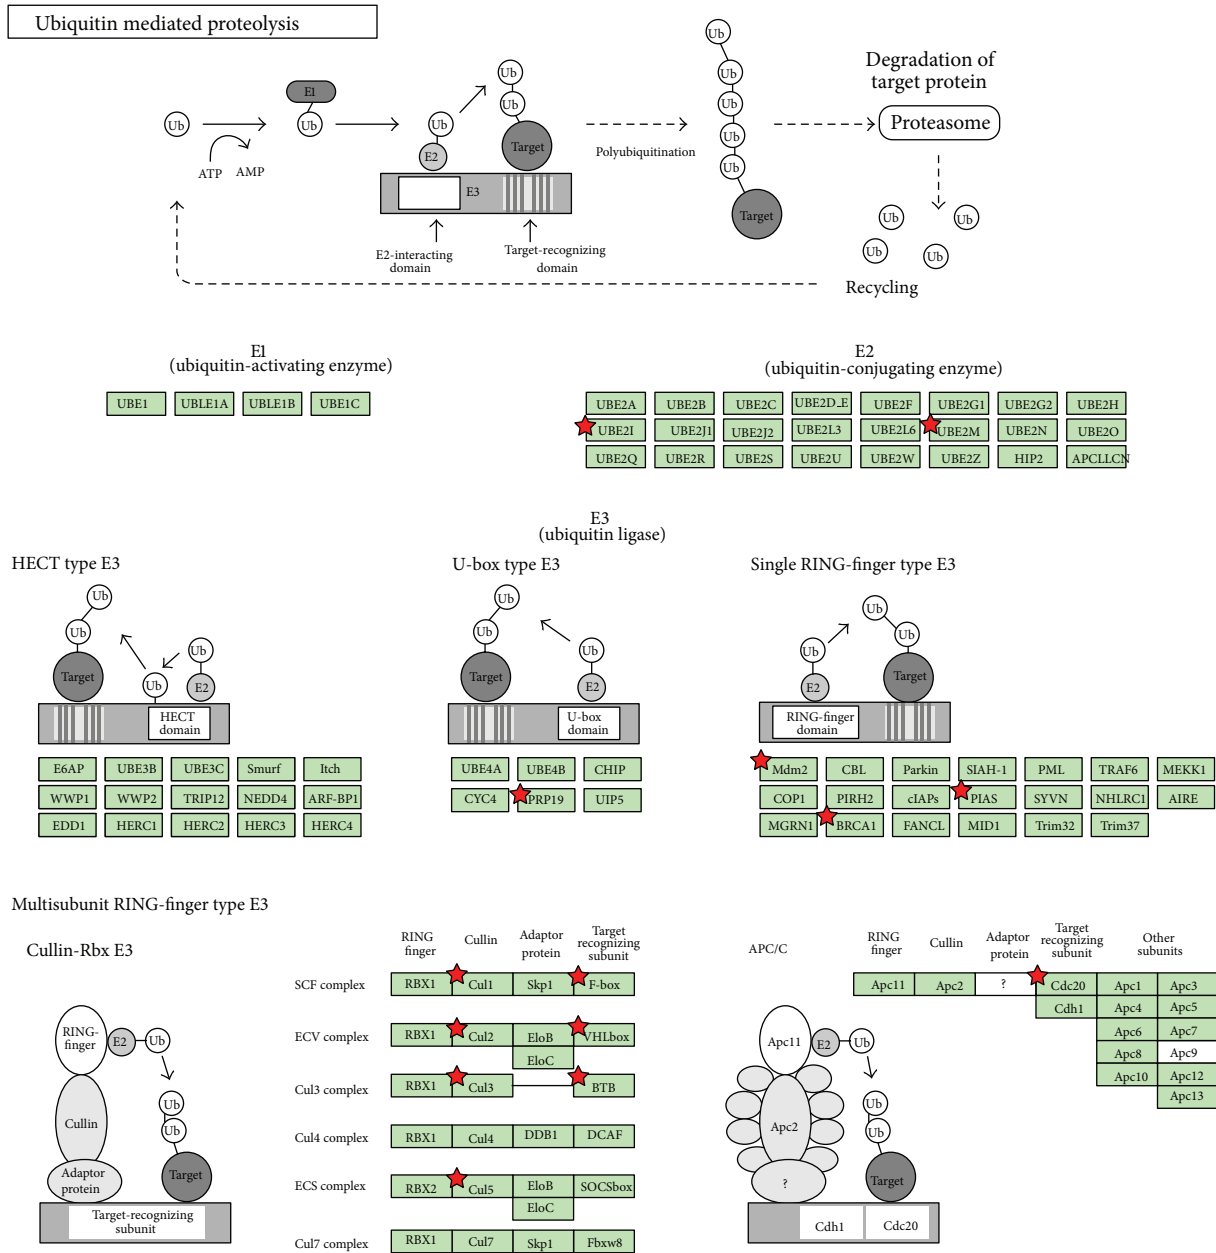 Ubiquitin mediated proteolysis
Ub
E1
Ub
ATP
AMP
Ub
E2
Ub
Ub
Target
E3
E2-interacting
domain
Target-recognizing
domain
Polyubiquitination
Ub
Ub
Ub
Ub
Ub
Target
Degradation of
target protein
Proteasome
Ub
Ub
Ub
Ub
Recycling
E1
(ubiquitin-activating enzyme)
UBE1 UBLE1A UBLE1B UBE1C
E2
(ubiquitin-conjugating enzyme)
UBE2A UBE2B UBE2C UBE2D_E UBE2F UBE2G1 UBE2G2 UBE2H
UBE2I UBE2J1 UBE2J2 UBE2L3 UBE2L6 UBE2M UBE2N UBE2O
UBE2Q UBE2R UBE2S UBE2U UBE2W UBE2Z HIP2 APCLLCN
E3
(ubiquitin ligase)
HECT type E3
Ub
Ub
Target
Ub
Ub
E2
HECT
domain
E6AP UBE3B UBE3C Smurf Itch
WWP1 WWP2 TRIP12 NEDD4 ARF-BP1
EDD1 HERC1 HERC2 HERC3 HERC4
U-box type E3
Ub
Ub
Target
Ub
E2
U-box
domain
UBE4A UBE4B CHIP
CYC4 PRP19 UIP5
Single RING-finger type E3
Ub
E2
Ub
Ub
Target
RING-finger
domain
Mdm2 CBL Parkin SIAH-1 PML TRAF6 MEKK1
COP1 PIRH2 cIAPs PIAS SYVN NHLRC1 AIRE
MGRN1 BRCA1 FANCL MID1 Trim32 Trim37
Multisubunit RING-finger type E3
Cullin-Rbx E3
RING-
finger
E2
Ub
Cullin
Ub
Ub
Adaptor
protein
Target
Target-recognizing
subunit
RING
finger
Cullin
Adaptor
protein
Target
recognizing
subunit
SCF complex RBX1 Cul1 Skp1 F-box
ECV complex RBX1 Cul2 EloB VHLbox
EloC
Cul3 complex RBX1 Cul3 BTB
Cul4 complex RBX1 Cul4 DDB1 DCAF
ECS complex RBX2 Cul5 EloB SOCSbox
EloC
Cul7 complex RBX1 Cul7 Skp1 Fbxw8
APC/C
RING
finger
Cullin
Adaptor
protein
Target
recognizing
subunit
Other
subunits
Apc11 Apc2 ? Cdc20 Apc1 Apc3
Cdh1 Apc4 Apc5
Apc6 Apc7
Apc8 Apc9
Apc10 Apc12
Apc13
Apc11
E2
Ub
Apc2
Ub
Ub
?
Target
Cdh1
Cdc20